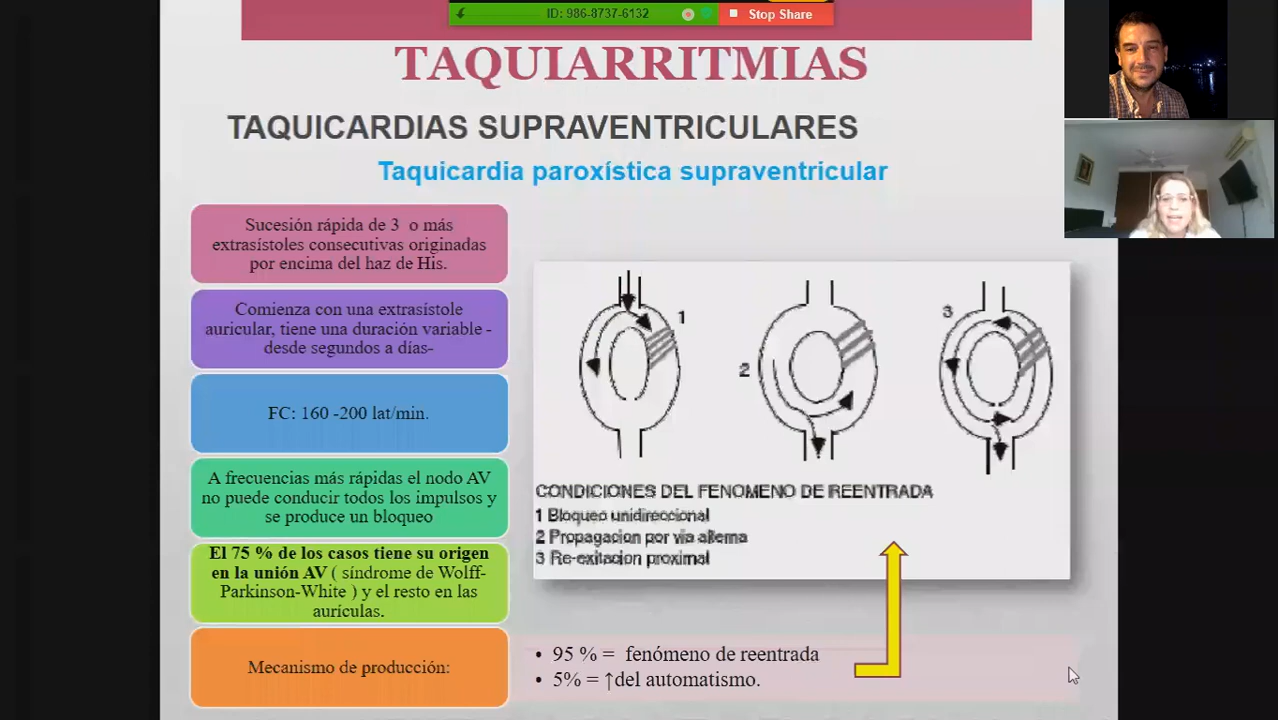 ID: 986-8737-6132
Stop Share
TAQUIARRITMIAS
TAQUICARDIAS SUPRAVENTRICULARES
Taquicardia paroxística supraventricular
Sucesión rápida de 3 o más
extrasístoles consecutivas originadas
por encima del haz de His.
Comienza con una extrasístole
auricular, tiene una duración variable -
desde segundos a días-
FC: 160 -200 lat/min.
A frecuencias más rápidas el nodo AV
no puede conducir todos los impulsos y
se produce un bloqueo
El 75 % de los casos tiene su origen
en la unión AV ( síndrome de Wolff-
Parkinson-White ) y el resto en las
aurículas.
Mecanismo de producción:
1
2
3
CONDICIONES DEL FENOMENO DE REENTRADA
1 Bloqueo unidireccional
2 Propagacion por via alterna
3 Re-exitacion proximal
• 95 % = fenómeno de reentrada
• 5% = ↑del automatismo.